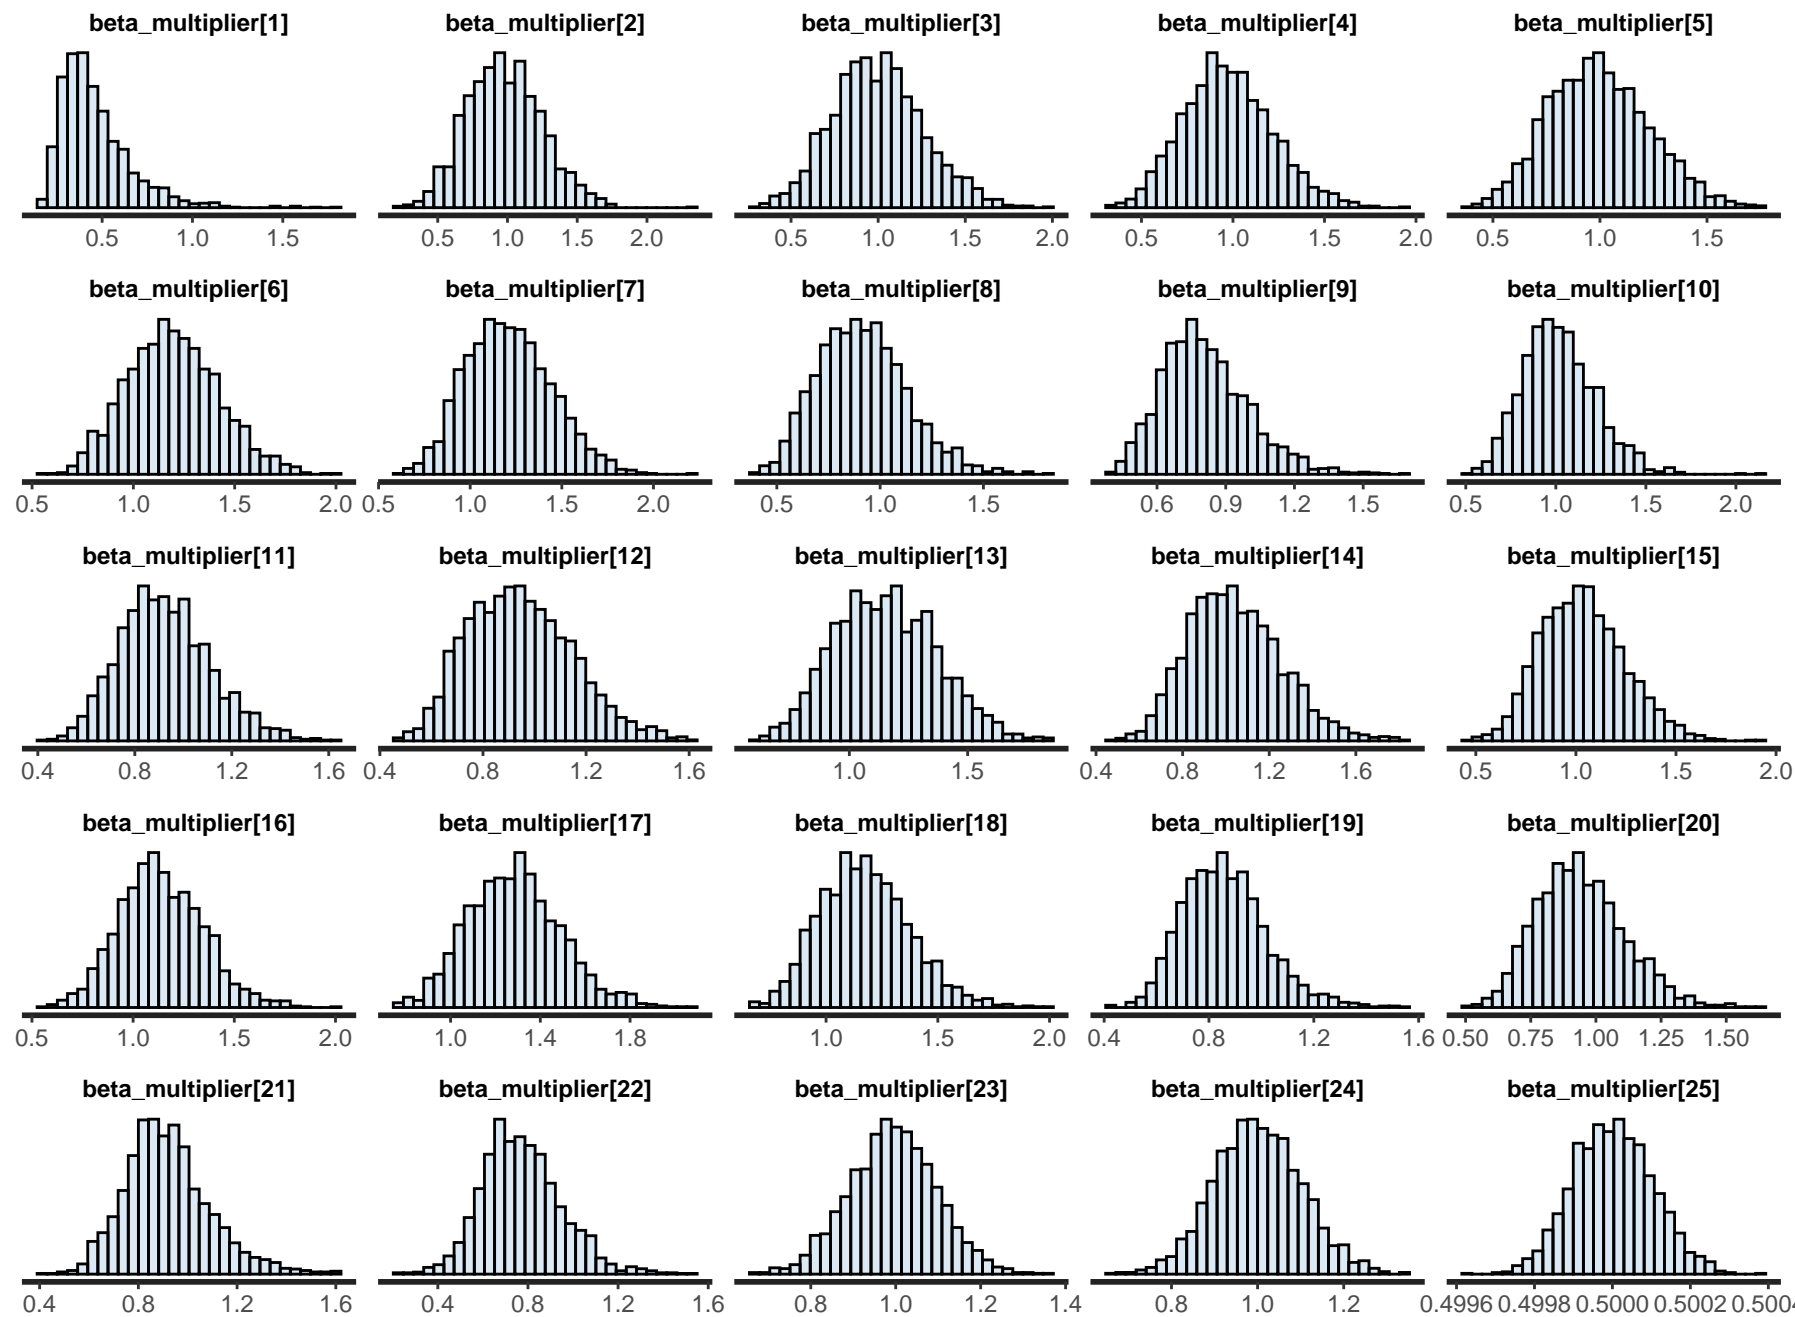 beta_multiplier[1] beta_multiplier[2] beta_multiplier[3] beta_multiplier[4] beta_multiplier[5]
0.5 1.0 1.5 0.5 1.0 1.5 2.0 0.5 1.0 1.5 2.0 0.5 1.0 1.5 2.0 0.5 1.0 1.5
beta_multiplier[6] beta_multiplier[7] beta_multiplier[8] beta_multiplier[9] beta_multiplier[10]
0.5 1.0 1.5 2.0 0.5 1.0 1.5 2.0 0.5 1.0 1.5 0.6 0.9 1.2 1.5 0.5 1.0 1.5 2.0
beta_multiplier[11] beta_multiplier[12] beta_multiplier[13] beta_multiplier[14] beta_multiplier[15]
0.4 0.8 1.2 1.6 0.4 0.8 1.2 1.6 1.0 1.5 0.4 0.8 1.2 1.6 0.5 1.0 1.5 2.0
beta_multiplier[16] beta_multiplier[17] beta_multiplier[18] beta_multiplier[19] beta_multiplier[20]
0.5 1.0 1.5 2.0 1.0 1.4 1.8 1.0 1.5 2.0 0.4 0.8 1.2 1.6 0.50 0.75 1.00 1.25 1.50
beta_multiplier[21] beta_multiplier[22] beta_multiplier[23] beta_multiplier[24] beta_multiplier[25]
0.4 0.8 1.2 1.6 0.4 0.8 1.2 1.6 0.8 1.0 1.2 1.4 0.8 1.0 1.2 0.4996 0.4998 0.5000 0.5002 0.5004